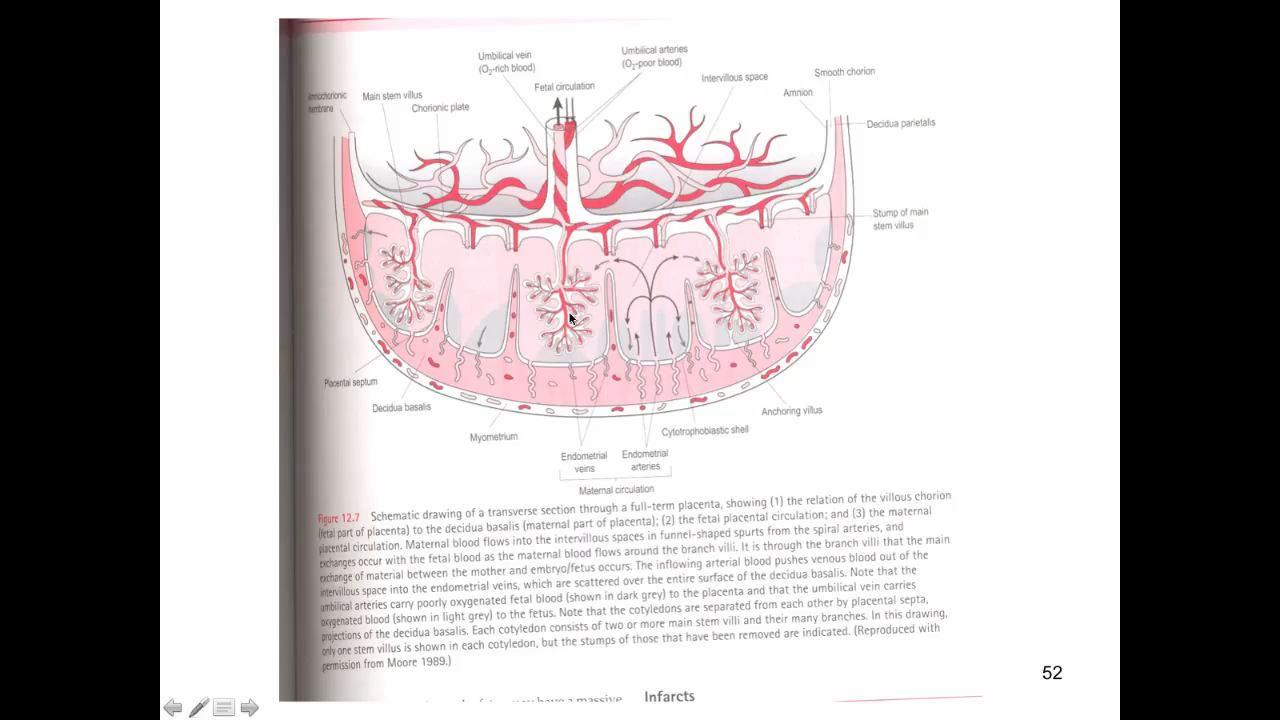 Umbilical vein
(O2-rich blood)
Umbilical arteries
(O2-poor blood)
Fetal circulation
Intervillous space
Smooth chorion
Amnion
Main stem villus
Chorionic plate
membrane
Decidua parietalis
Stump of main
stem villus
Placental septum
Decidua basalis
Myometrium
Anchoring villus
Cytotrophoblastic shell
Endometrial
veins
Endometrial
arteries
Maternal circulation
Figure 12.7 Schematic drawing of a transverse section through a full-term placenta, showing (1) the relation of the villous chorion
(fetal part of placenta) to the decidua basalis (maternal part of placenta); (2) the fetal placental circulation; and (3) the maternal
placental circulation. Maternal blood flows into the intervillous spaces in funnel-shaped spurts from the spiral arteries, and
exchanges occur with the fetal blood as the maternal blood flows around the branch villi. It is through the branch villi that the main
exchange of material between the mother and embryo/fetus occurs. The inflowing arterial blood pushes venous blood out of the
intervillous space into the endometrial veins, which are scattered over the entire surface of the decidua basalis. Note that the
umbilical arteries carry poorly oxygenated fetal blood (shown in dark grey) to the placenta and that the umbilical vein carries
oxygenated blood (shown in light grey) to the fetus. Note that the cotyledons are separated from each other by placental septa,
projections of the decidua basalis. Each cotyledon consists of two or more main stem villi and their many branches. In this drawing,
only one stem villus is shown in each cotyledon, but the stumps of those that have been removed are indicated. (Reproduced with
permission from Moore 1989.)
may have a massive
Infarcts
52